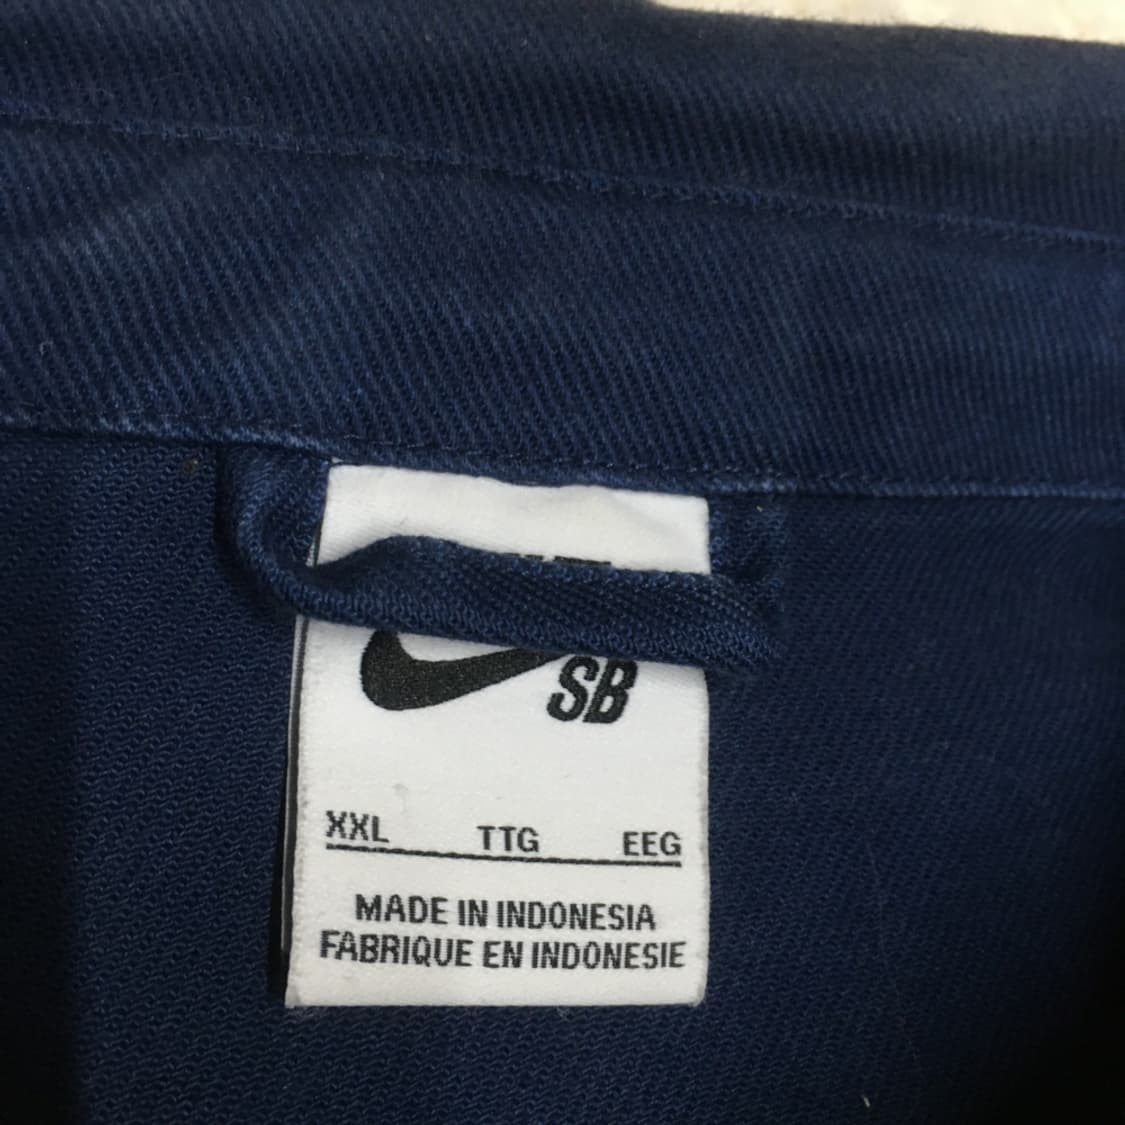 SB
XXL TTG EEG
MADE IN INDONESIA
FABRIQUE EN INDONESIE